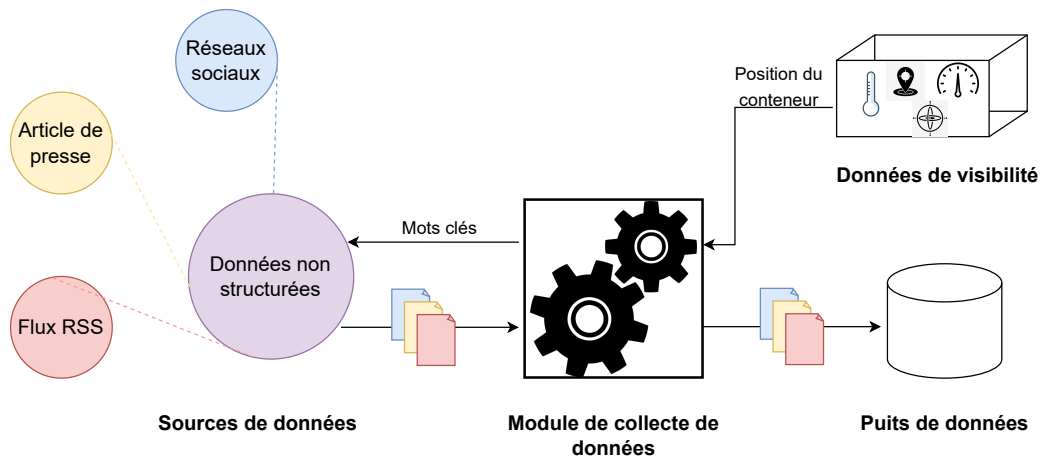 Réseaux
sociaux
Article de
presse
Flux RSS
Données non
structurées
Mots clés
Position du
conteneur
Données de visibilité
Sources de données
Module de collecte de
données
Puits de données